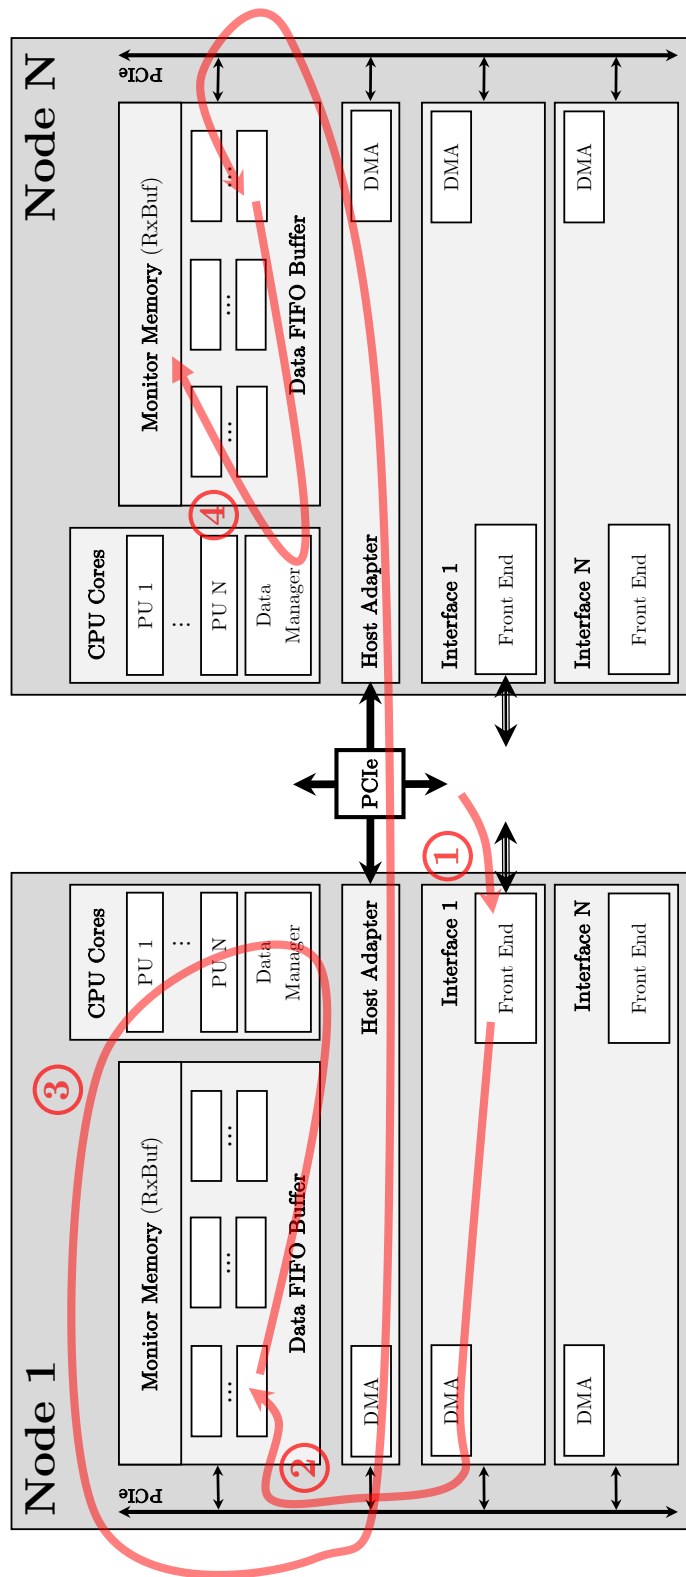 Node 1
PCIe
Monitor Memory (RxBuf)
...
...
...
Data FIFO Buffer
CPU Cores
PU 1
...
PU N
Data
Manager
DMA
Host Adapter
DMA
Interface 1
Front End
DMA
Interface N
Front End
PCIe
Node N
PCIe
CPU Cores
PU 1
...
PU N
Data
Manager
Monitor Memory (RxBuf)
...
...
...
Data FIFO Buffer
Host Adapter
DMA
Interface 1
Front End
DMA
Interface N
Front End
DMA
1
2
3
4